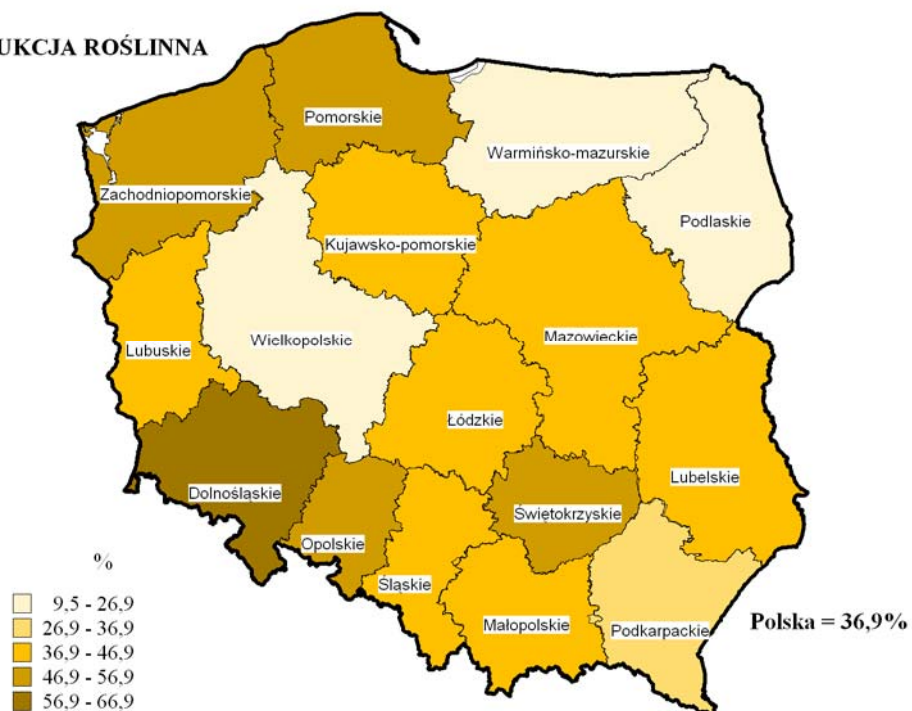 UKCJA ROŚLINNA
Pomorskie
Warmińsko-mazurskie
Zachodniopomorskie
Podlaskie
Kujawsko-pomorskie
Mazowieckie
Wielkopolskie
Lubuskie
Łódzkie
Lubelskie
Dolnośląskie
Świętokrzyskie
Opolskie
Śląskie
Małopolskie
Podkarpackie
Polska = 36,9%
%
9,5 - 26,9
26,9 - 36,9
36,9 - 46,9
46,9 - 56,9
56,9 - 66,9